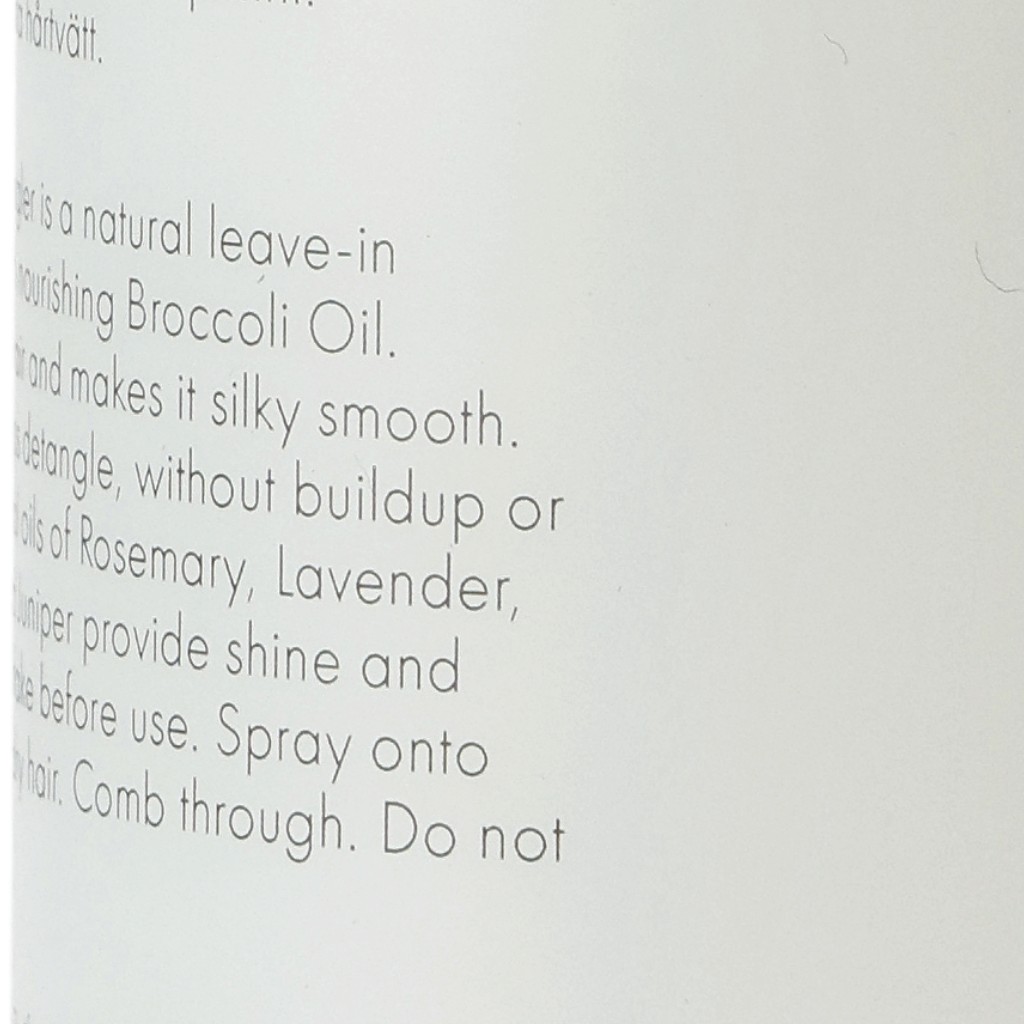 hårtvätt.
is a natural leave-in
nourishing Broccoli Oil.
and makes it silky smooth.
detangle, without buildup or
oils of Rosemary, Lavender,
Juniper provide shine and
before use. Spray onto
hair. Comb through. Do not